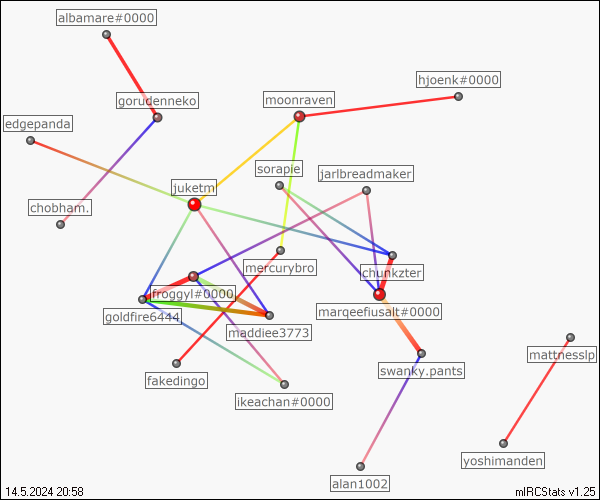 albamare#0000
hjoenk#0000
gorudenneko
moonraven
edgepanda
sorapie
jarlbreadmaker
juketm
chobham.
mercurybro
chunkzter
froggyl#0000
goldfire6444
marqeefiusalt#0000
maddiee3773
mattnesslp
swanky.pants
fakedingo
ikeachan#0000
yoshimanden
alan1002
14.5.2024 20:58
mIRCStats v1.25